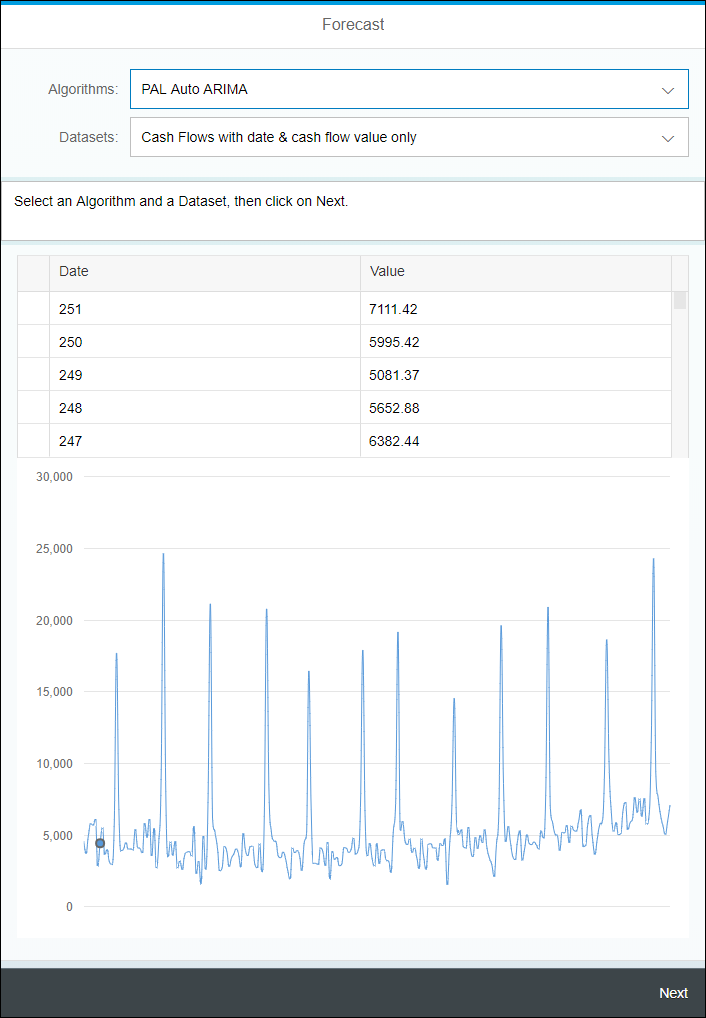 Forecast
Algorithms: PAL Auto ARIMA
Datasets: Cash Flows with date & cash flow value only
Select an Algorithm and a Dataset, then click on Next.
Date Value
251 7111.42
250 5995.42
249 5081.37
248 5652.88
247 6382.44
30,000
25,000
20,000
15,000
10,000
5,000
0
Next